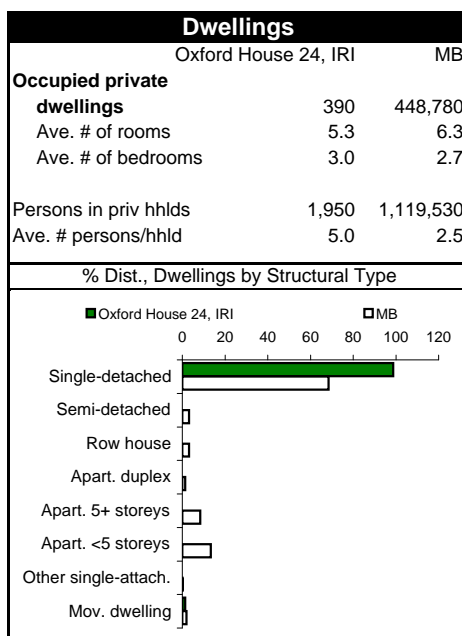 Dwellings
Oxford House 24, IRI MB
Occupied private
dwellings 390 448,780
Ave. # of rooms 5.3 6.3
Ave. # of bedrooms 3.0 2.7
Persons in priv hhlds 1,950 1,119,530
Ave. # persons/hhld 5.0 2.5
% Dist., Dwellings by Structural Type
Oxford House 24, IRI MB
0 20 40 60 80 100 120
Single-detached
Semi-detached
Row house
Apart. duplex
Apart. 5+ storeys
Apart. <5 storeys
Other single-attach.
Mov. dwelling